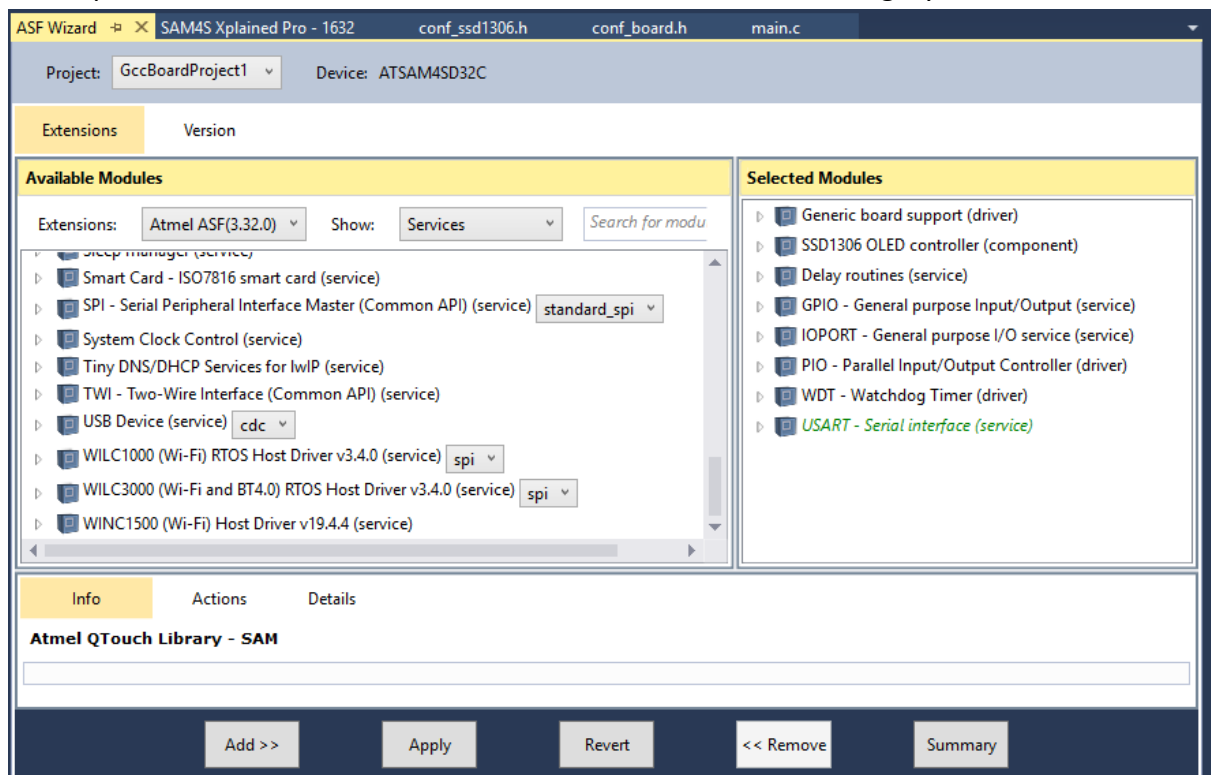 ASF Wizard SAM4S Xplained Pro - 1632 conf_ssd1306.h conf_board.h main.c
Project: GccBoardProject1 Device: ATSAM4SD32C
Extensions Version
Available Modules
Extensions: Atmel ASF(3.32.0) Show: Services Search for modu
Sleep manager (service)
Smart Card - ISO7816 smart card (service)
SPI - Serial Peripheral Interface Master (Common API) (service) standard_spi
System Clock Control (service)
Tiny DNS/DHCP Services for lwIP (service)
TWI - Two-Wire Interface (Common API) (service)
USB Device (service) cdc
WILC1000 (Wi-Fi) RTOS Host Driver v3.4.0 (service) spi
WILC3000 (Wi-Fi and BT4.0) RTOS Host Driver v3.4.0 (service) spi
WINC1500 (Wi-Fi) Host Driver v19.4.4 (service)
Selected Modules
Generic board support (driver)
SSD1306 OLED controller (component)
Delay routines (service)
GPIO - General purpose Input/Output (service)
IOPORT - General purpose I/O service (service)
PIO - Parallel Input/Output Controller (driver)
WDT - Watchdog Timer (driver)
USART - Serial interface (service)
Info Actions Details
Atmel QTouch Library - SAM
Add >> Apply Revert << Remove Summary